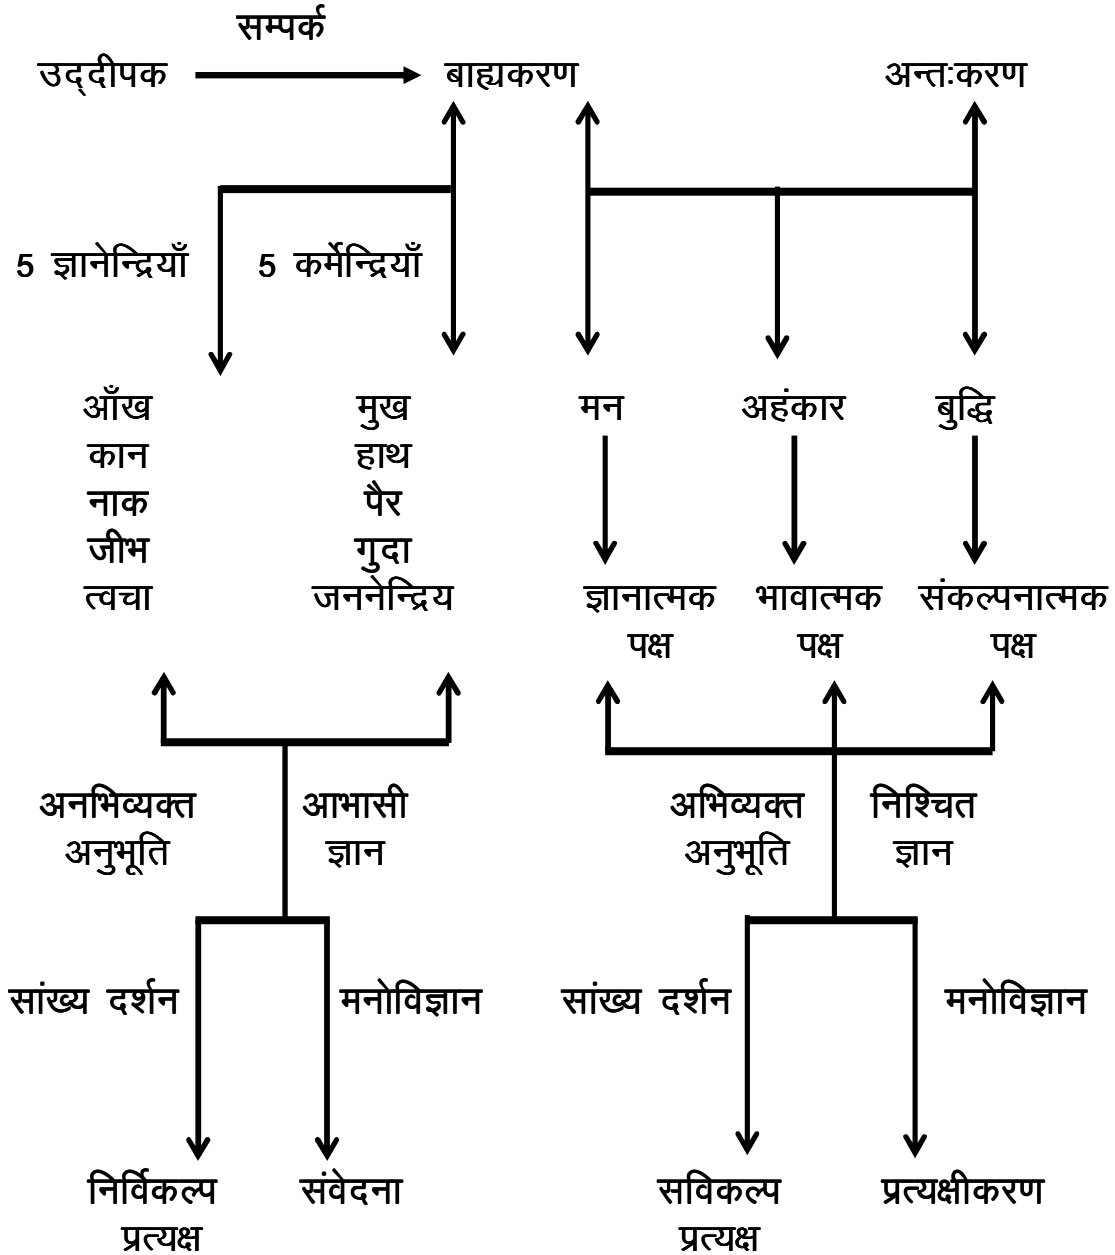 सम्पर्क
उद्दीपक बाह्यकरण अन्तःकरण
5 ज्ञानेन्द्रियाँ 5 कर्मेन्द्रियाँ
आँख मुख मन अहंकार बुद्धि
कान हाथ
नाक पैर
जीभ गुदा
त्वचा जननेन्द्रिय ज्ञानात्मक भावात्मक संकल्पनात्मक
पक्ष पक्ष पक्ष
अनभिव्यक्त आभासी अभिव्यक्त निश्चित
अनुभूति ज्ञान अनुभूति ज्ञान
सांख्य दर्शन मनोविज्ञान सांख्य दर्शन मनोविज्ञान
निर्विकल्प संवेदना सविकल्प प्रत्यक्षीकरण
प्रत्यक्ष प्रत्यक्ष